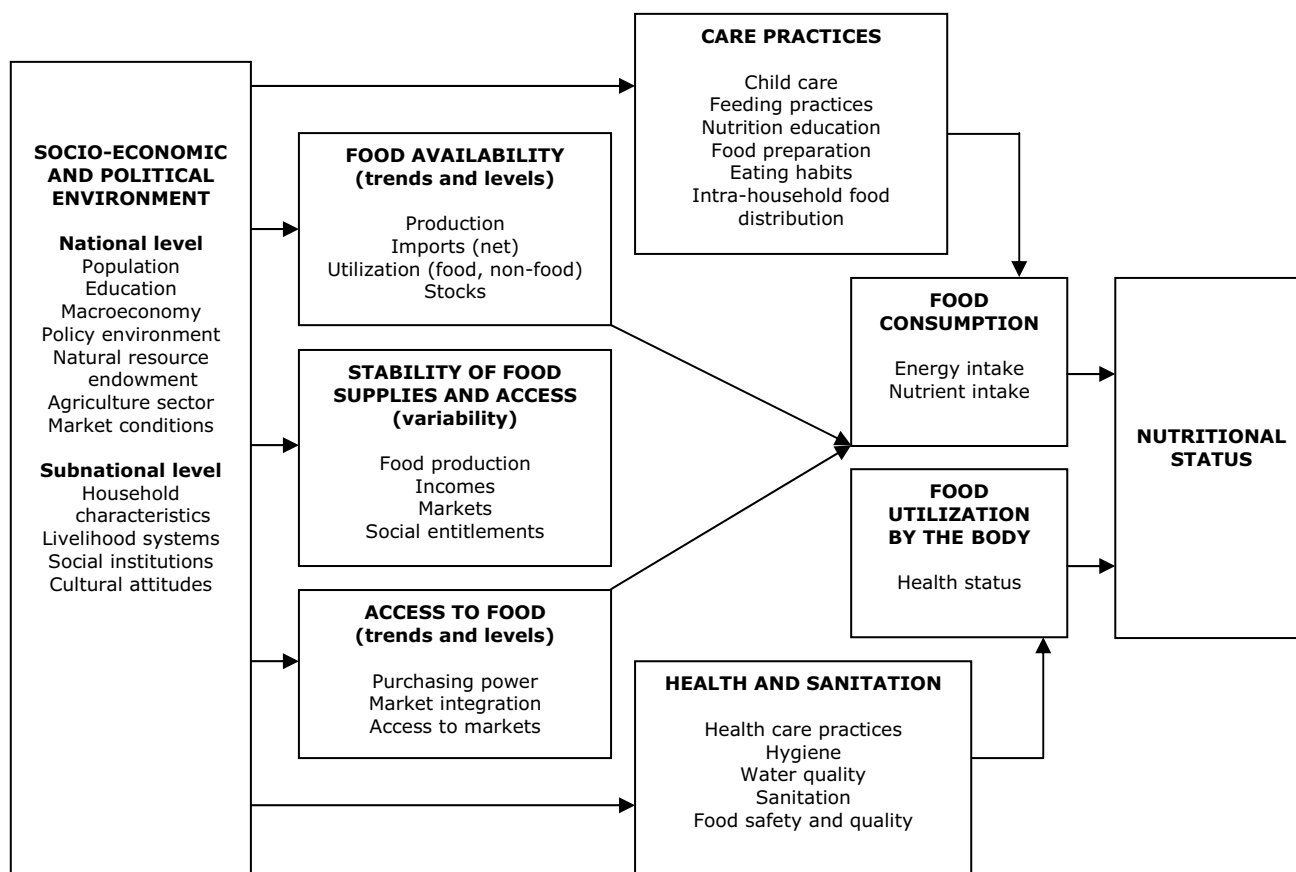 SOCIO-ECONOMIC
AND POLITICAL
ENVIRONMENT
National level
Population
Education
Macroeconomy
Policy environment
Natural resource
endowment
Agriculture sector
Market conditions
Subnational level
Household
characteristics
Livelihood systems
Social institutions
Cultural attitudes
FOOD AVAILABILITY
(trends and levels)
Production
Imports (net)
Utilization (food, non-food)
Stocks
STABILITY OF FOOD
SUPPLIES AND ACCESS
(variability)
Food production
Incomes
Markets
Social entitlements
ACCESS TO FOOD
(trends and levels)
Purchasing power
Market integration
Access to markets
CARE PRACTICES
Child care
Feeding practices
Nutrition education
Food preparation
Eating habits
Intra-household food
distribution
HEALTH AND SANITATION
Health care practices
Hygiene
Water quality
Sanitation
Food safety and quality
FOOD
CONSUMPTION
Energy intake
Nutrient intake
FOOD
UTILIZATION
BY THE BODY
Health status
NUTRITIONAL
STATUS